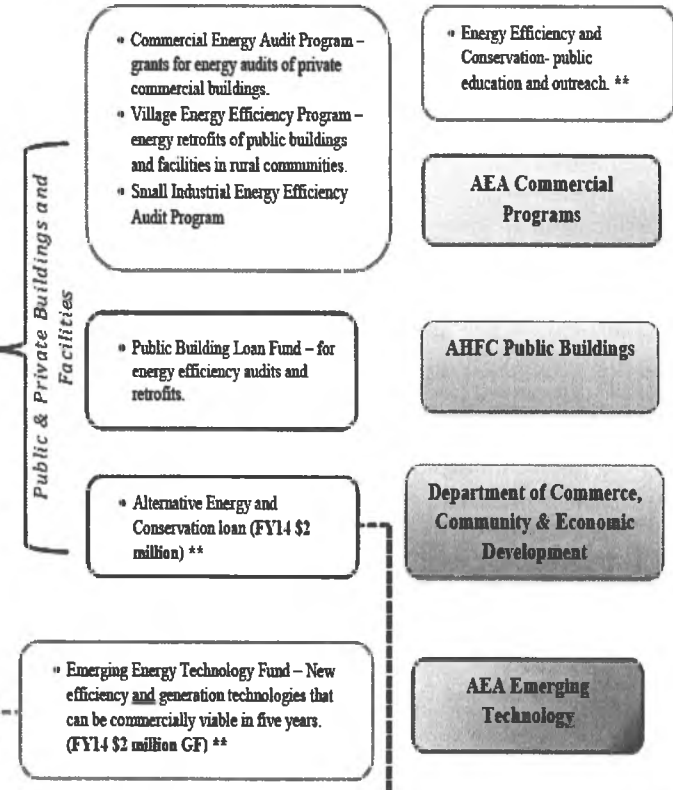 • Commercial Energy Audit Program –
grants for energy audits of private
commercial buildings.
• Village Energy Efficiency Program –
energy retrofits of public buildings
and facilities in rural communities.
• Small Industrial Energy Efficiency
Audit Program
• Energy Efficiency and
Conservation- public
education and outreach. **
AEA Commercial
Programs
Public & Private Buildings and
Facilities
• Public Building Loan Fund – for
energy efficiency audits and
retrofits.
AHFC Public Buildings
• Alternative Energy and
Conservation loan (FY14 $2
million) **
Department of Commerce,
Community & Economic
Development
• Emerging Energy Technology Fund – New
efficiency and generation technologies that
can be commercially viable in five years.
(FY14 $2 million GF) **
AEA Emerging
Technology